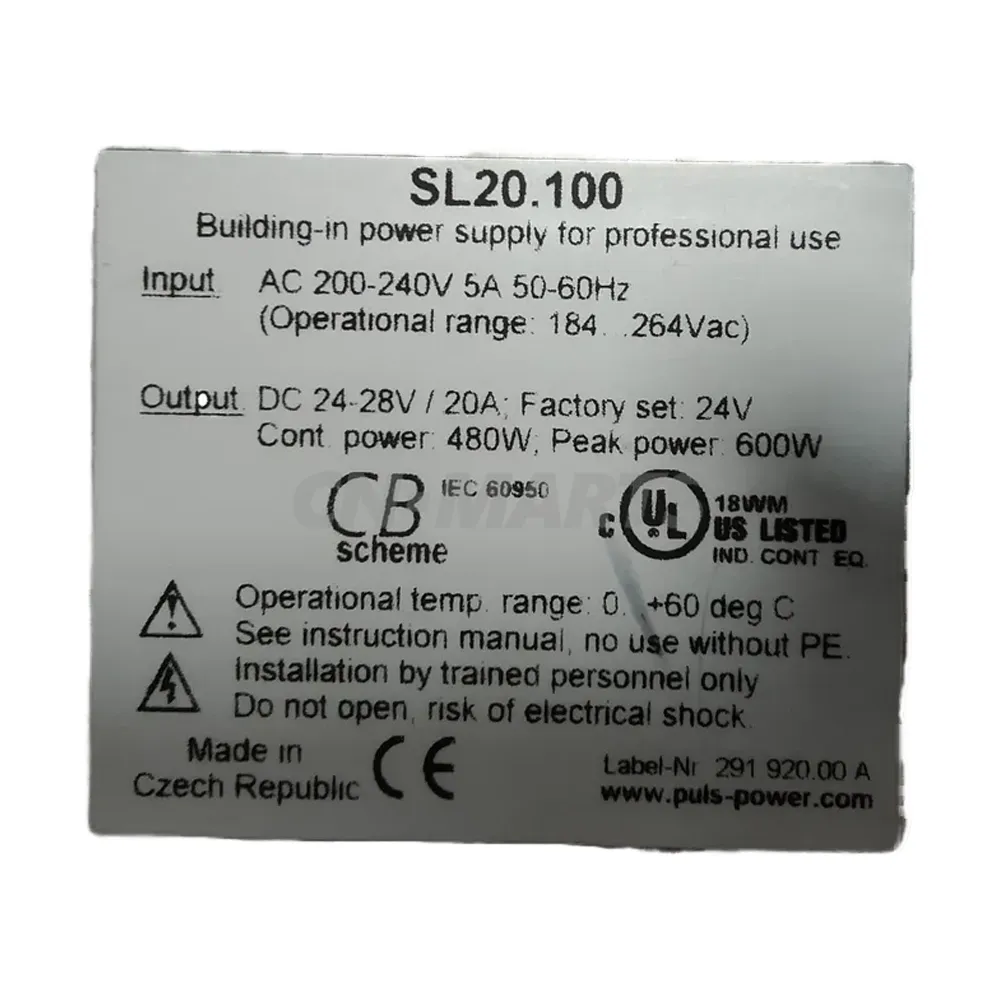 SL20.100
Building-in power supply for professional use
Input AC 200-240V 5A 50-60Hz
(Operational range: 184...264Vac)
Output DC 24-28V / 20A; Factory set: 24V
Cont. power: 480W; Peak power: 600W
CB IEC 60950
scheme
C UL ® 18WM
US LISTED
IND. CONT. EQ.
Operational temp. range: 0...+60 deg C
See instruction manual, no use without PE.
Installation by trained personnel only
Do not open, risk of electrical shock.
Made in
Czech Republic
CE
Label-Nr 291 920.00 A
www.puls-power.com